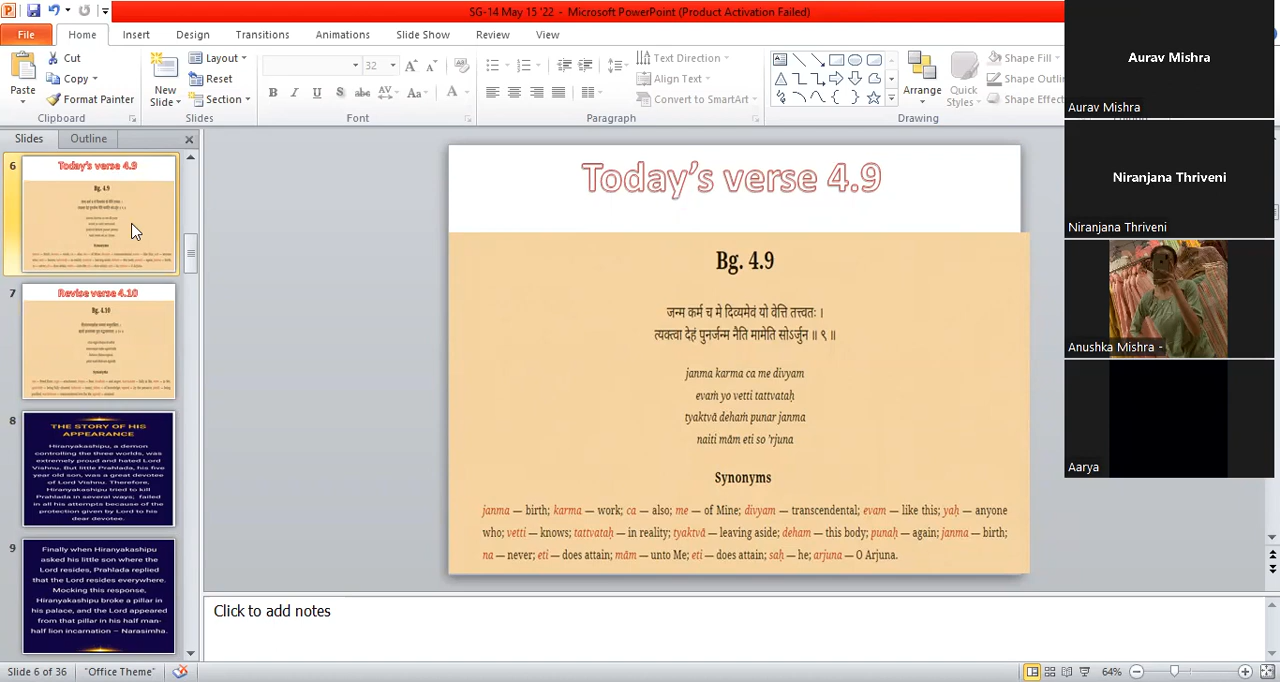 SG-14 May 15 '22 - Microsoft PowerPoint (Product Activation Failed)
File Home Insert Design Transitions Animations Slide Show Review View
Paste
Cut
Copy
Format Painter
Clipboard
New
Slide
Layout
Reset
Section
Slides
32
Font
Paragraph
Text Direction
Align Text
Convert to SmartArt
Arrange
Quick
Styles
Shape Fill
Shape Outlin
Shape Effect
Drawing
Slides Outline
6
Today's verse 4.9
Bg. 4.9
7
Revise verse 4.10
Bg. 4.10
8
THE STORY OF HIS
APPEARANCE
Hiranyakashipu, a demon
controlling the three worlds, was
extremely proud and hated Lord
Vishnu. But little Prahlada, his five
year old son, was a great devotee
of Lord Vishnu. Therefore,
Hiranyakashipu tried to kill
Prahlada in several ways; failed
in all his attempts because of the
protection given by Lord to his
dear devotee.
9
Finally when Hiranyakashipu
asked his little son where the
Lord resides, Prahlada replied
that the Lord resides everywhere.
Mocking this response,
Hiranyakashipu broke a pillar in
his palace, and the Lord appeared
from that pillar in his half man-
half lion incarnation – Narasimha.
Today's verse 4.9
Bg. 4.9
जन्म कर्म च मे दिव्यमेवं यो वेत्ति तत्त्वतः ।
त्यक्त्वा देहं पुनर्जन्म नैति मामेति सोऽर्जुन ॥ ९ ॥
janma karma ca me divyam
evaṁ yo vetti tattvataḥ
tyaktvā dehaṁ punar janma
naiti mām eti so 'rjuna
Synonyms
janma — birth; karma — work; ca — also; me — of Mine; divyam — transcendental; evam — like this; yaḥ — anyone
who; vetti — knows; tattvataḥ — in reality; tyaktvā — leaving aside; deham — this body; punaḥ — again; janma — birth;
na — never; eti — does attain; mām — unto Me; eti — does attain; saḥ — he; arjuna — O Arjuna.
Click to add notes
Slide 6 of 36
"Office Theme"
64%
Aurav Mishra
Aurav Mishra
Niranjana Thriveni
Niranjana Thriveni
Anushka Mishra -
Aarya